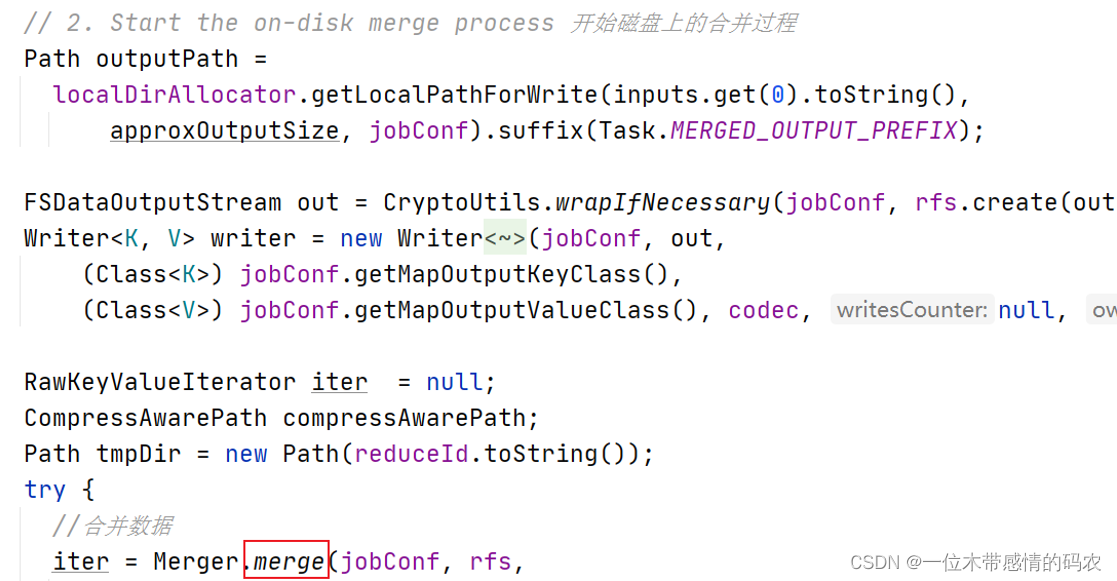 // 2. Start the on-disk merge process 开始磁盘上的合并过程
Path outputPath =
localDirAllocator.getLocalPathForWrite(inputs.get(0).toString(),
approxOutputSize, jobConf).suffix(Task.MERGED_OUTPUT_PREFIX);
FSDataOutputStream out = CryptoUtils.wrapIfNecessary(jobConf, rfs.create(out
Writer<K, V> writer = new Writer<~>(jobConf, out,
(Class<K>) jobConf.getMapOutputKeyClass(),
(Class<V>) jobConf.getMapOutputValueClass(), codec, writesCounter: null, ow
RawKeyValueIterator iter = null;
CompressAwarePath compressAwarePath;
Path tmpDir = new Path(reduceId.toString());
try {
//合并数据
iter = Merger.merge(jobConf, rfs,
CSDN @一位木带感情的码农